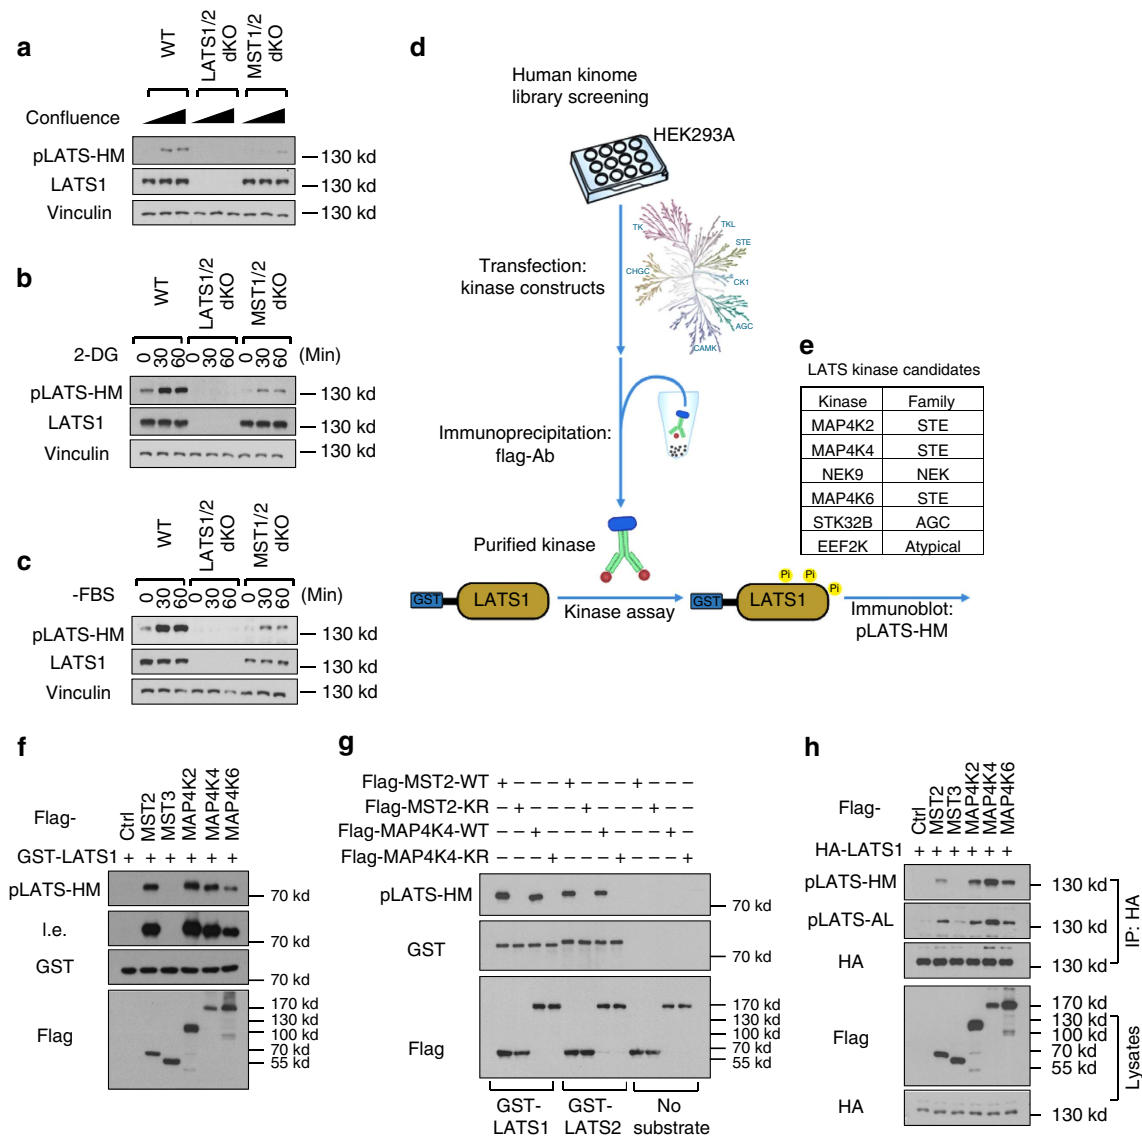 a
WT
LATS1/2 dKO
MST1/2 dKO
Confluence
pLATS-HM
130 kd
LATS1
130 kd
Vinculin
130 kd
b
WT
LATS1/2 dKO
MST1/2 dKO
2-DG 0 30 60 0 30 60 0 30 60 (Min)
pLATS-HM
130 kd
LATS1
130 kd
Vinculin
130 kd
c
WT
LATS1/2 dKO
MST1/2 dKO
-FBS 0 30 60 0 30 60 0 30 60 (Min)
pLATS-HM
130 kd
LATS1
130 kd
Vinculin
130 kd
d
Human kinome
library screening
HEK293A
TK
TKL
STE
CHGC
CK1
AGC
CAMK
Transfection:
kinase constructs
Immunoprecipitation:
flag-Ab
Purified kinase
GST LATS1
Kinase assay
GST LATS1
Pi Pi Pi
Immunoblot:
pLATS-HM
e
LATS kinase candidates
Kinase Family
MAP4K2 STE
MAP4K4 STE
NEK9 NEK
MAP4K6 STE
STK32B AGC
EEF2K Atypical
f
Flag- Ctrl MST2 MST3 MAP4K2 MAP4K4 MAP4K6
GST-LATS1 + + + + + +
pLATS-HM
70 kd
l.e.
70 kd
GST
70 kd
Flag
170 kd
130 kd
100 kd
70 kd
55 kd
g
Flag-MST2-WT + − − − + − − − + − − −
Flag-MST2-KR − + − − − + − − − + − −
Flag-MAP4K4-WT − − + − − − + − − − + −
Flag-MAP4K4-KR − − − + − − − + − − − +
pLATS-HM
70 kd
GST
70 kd
Flag
170 kd
130 kd
100 kd
70 kd
55 kd
GST-
LATS1
GST-
LATS2
No
substrate
h
Flag- Ctrl MST2 MST3 MAP4K2 MAP4K4 MAP4K6
HA-LATS1 + + + + + +
pLATS-HM
130 kd
pLATS-AL
130 kd
HA
130 kd
IP: HA
Flag
170 kd
130 kd
100 kd
70 kd
55 kd
HA
130 kd
Lysates